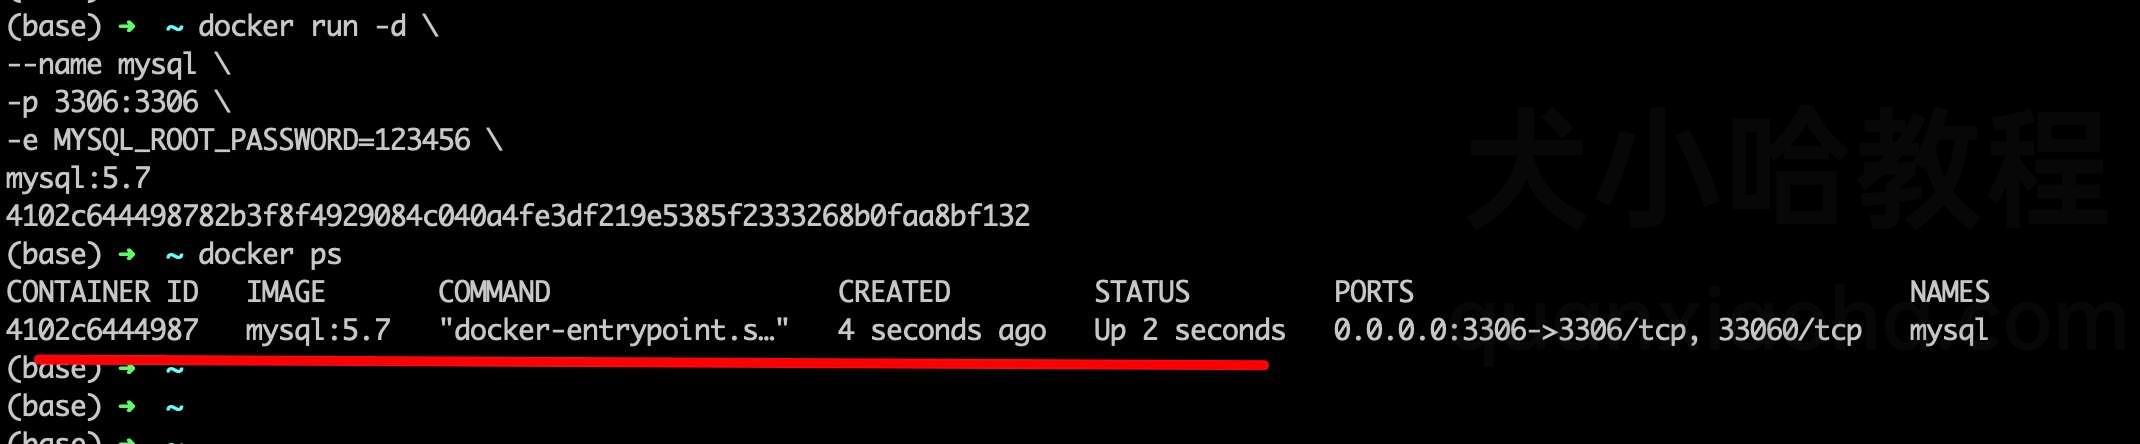 (base) ➜  ~ docker run -d \
--name mysql \
-p 3306:3306 \
-e MYSQL_ROOT_PASSWORD=123456 \
mysql:5.7
4102c644498782b3f8f4929084c040a4fe3df219e5385f2333268b0faa8bf132
(base) ➜  ~ docker ps
CONTAINER ID   IMAGE       COMMAND                  CREATED         STATUS         PORTS                               NAMES
4102c6444987   mysql:5.7   "docker-entrypoint.s…"   4 seconds ago   Up 2 seconds   0.0.0.0:3306->3306/tcp, 33060/tcp   mysql
(base) ➜  ~
(base) ➜  ~
(base) ➜  ~
犬小哈教程
quanxiaoha.com